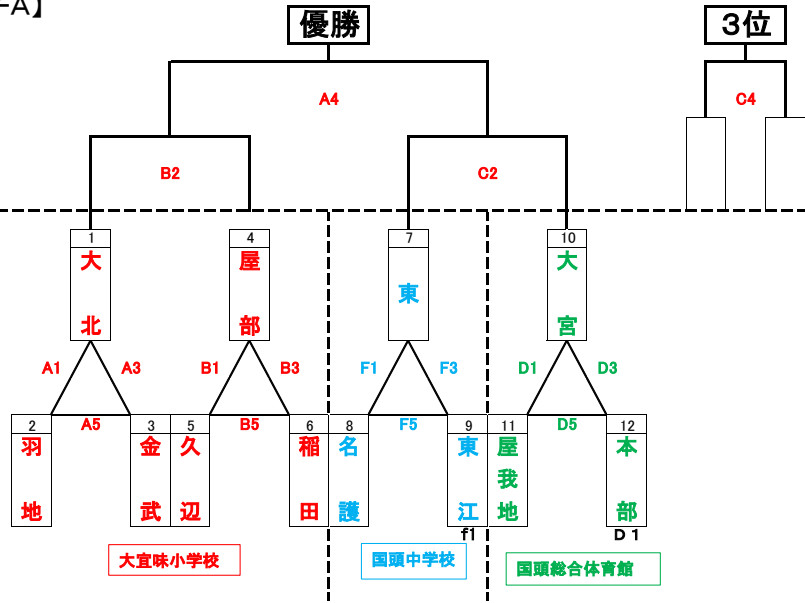 -A】
優勝
３位
A4
C4
B2
C2
1
4
7
10
大北
屋部
東
大宮
A1
A3
B1
B3
F1
F3
D1
D3
A5
B5
F5
D5
2
3
5
6
8
9
11
12
羽地
金武
久辺
稲田
名護
東江
屋我地
本部
f1
D 1
大宜味小学校
国頭中学校
国頭総合体育館